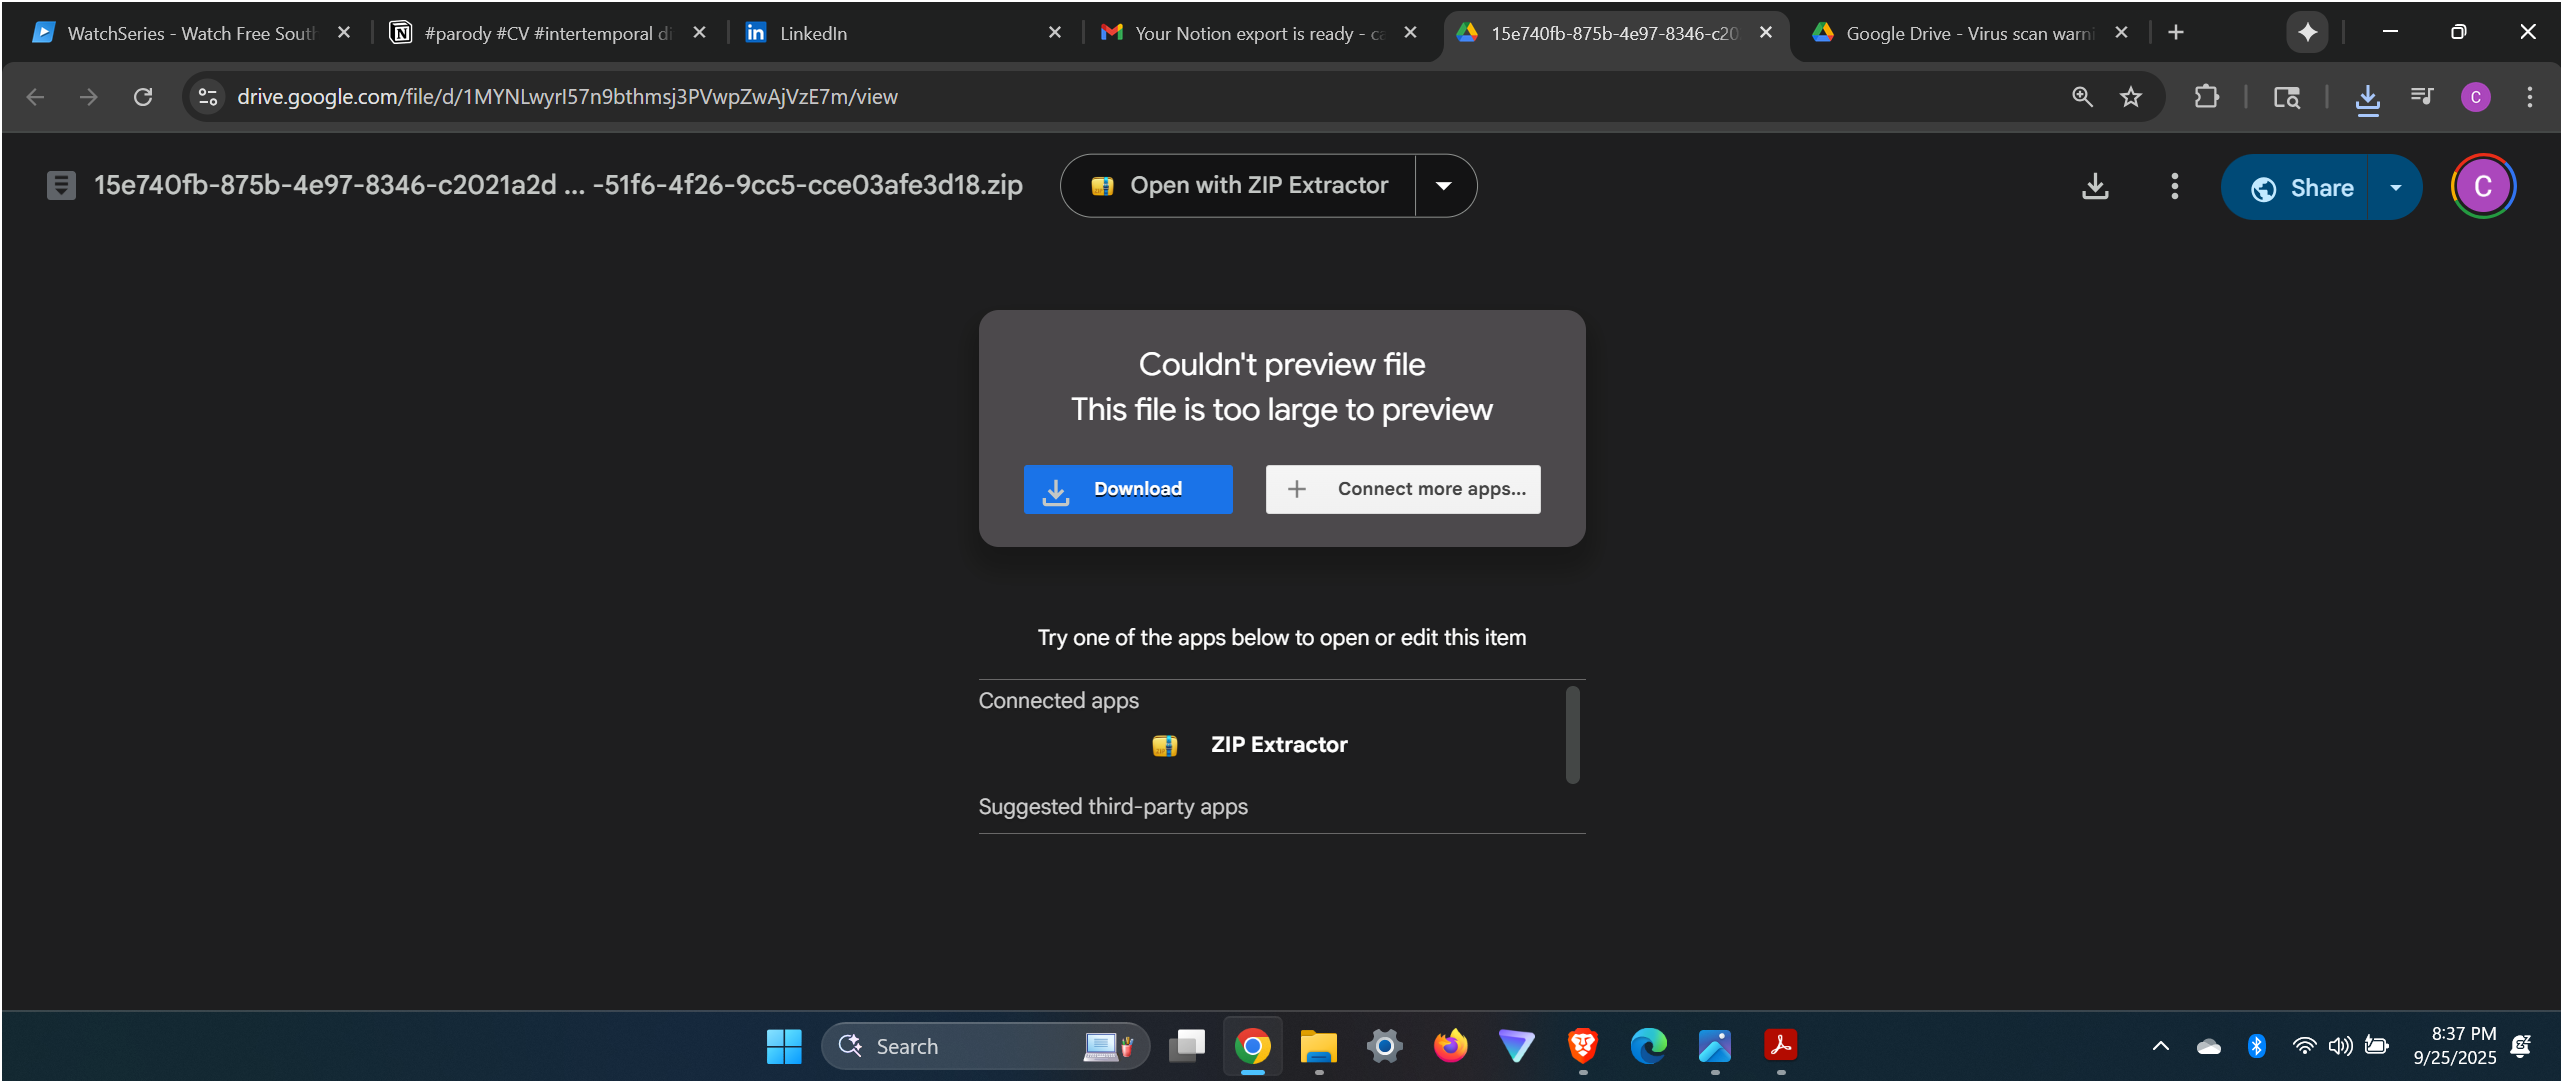 WatchSeries - Watch Free South
#parody #CV #intertemporal di
LinkedIn
Your Notion export is ready - ca
15e740fb-875b-4e97-8346-c20
Google Drive - Virus scan warni
drive.google.com/file/d/1MYNLwyrI57n9bthmsj3PVwpZwAjVzE7m/view
C
15e740fb-875b-4e97-8346-c2021a2d ... -51f6-4f26-9cc5-cce03afe3d18.zip
Open with ZIP Extractor
Share
C
Couldn't preview file
This file is too large to preview
Download
Connect more apps...
Try one of the apps below to open or edit this item
Connected apps
ZIP Extractor
Suggested third-party apps
Search
8:37 PM
9/25/2025